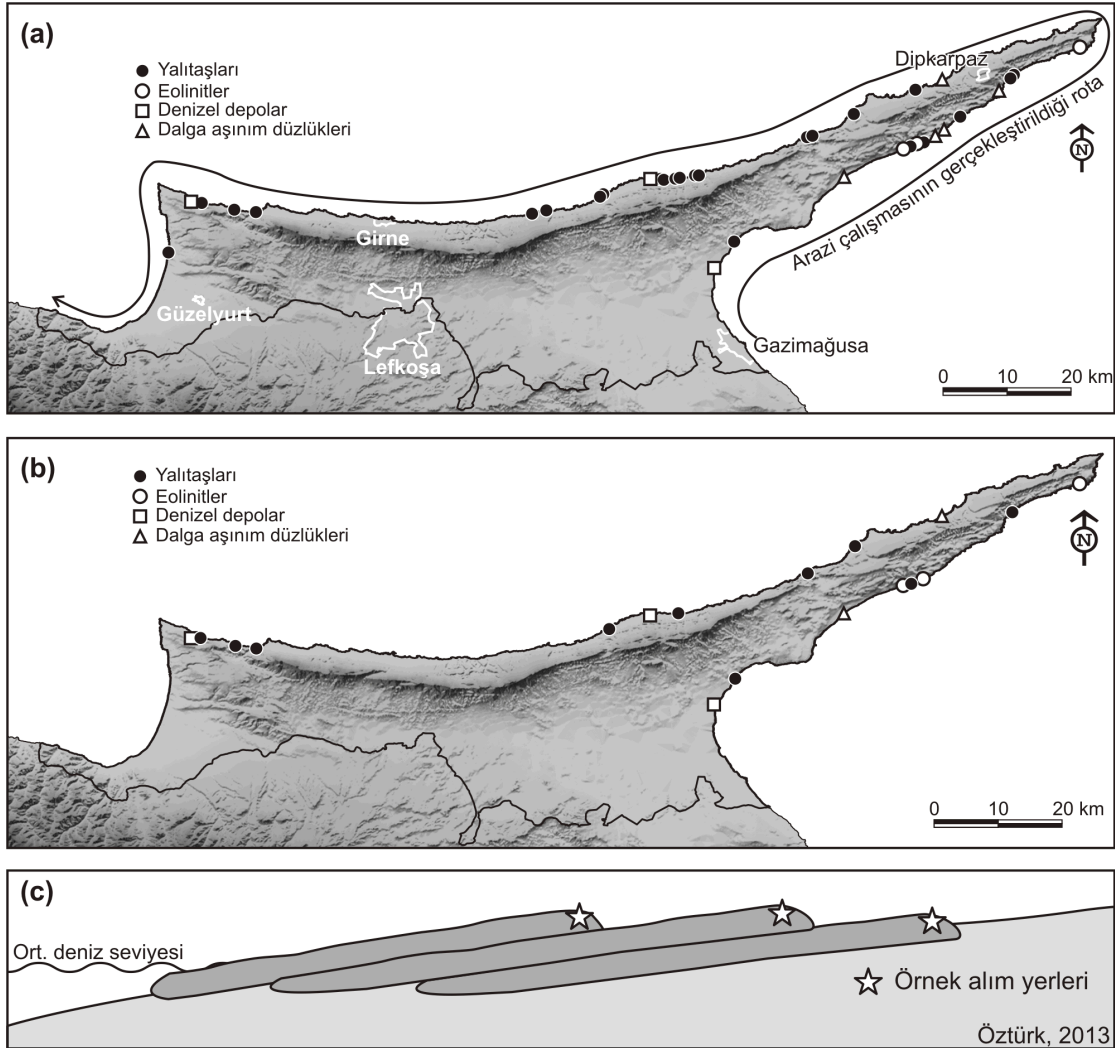 (a)
Yalıtaşları
Eolinitler
Denizel depolar
Dalga aşınım düzlükleri
Dipkarpaz
N
Arazi çalışmasının gerçekleştirildiği rota
Girne
Güzelyurt
Lefkoşa
Gazimağusa
0 10 20 km
(b)
Yalıtaşları
Eolinitler
Denizel depolar
Dalga aşınım düzlükleri
N
0 10 20 km
(c)
Ort. deniz seviyesi
Örnek alım yerleri
Öztürk, 2013